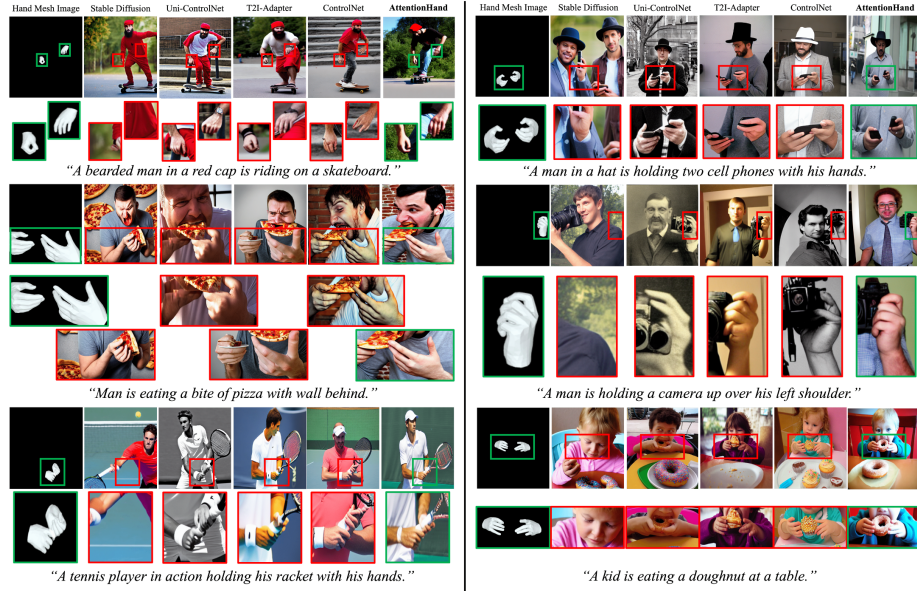 Hand Mesh Image Stable Diffusion Uni-ControlNet T2I-Adapter ControlNet AttentionHand
"A bearded man in a red cap is riding on a skateboard."
"Man is eating a bite of pizza with wall behind."
"A tennis player in action holding his racket with his hands."
Hand Mesh Image Stable Diffusion Uni-ControlNet T2I-Adapter ControlNet AttentionHand
"A man in a hat is holding two cell phones with his hands."
"A man is holding a camera up over his left shoulder."
"A kid is eating a doughnut at a table."